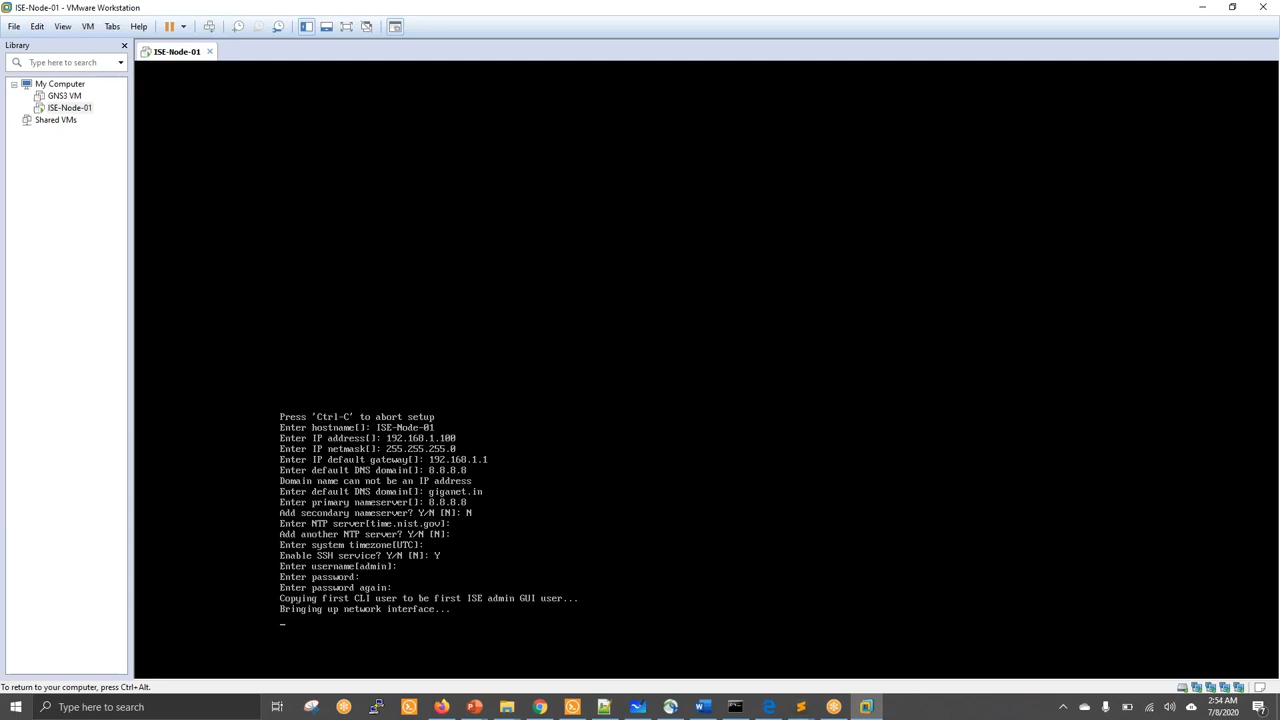 ISE-Node-01 - VMware Workstation
File Edit View VM Tabs Help
Library
ISE-Node-01
Type here to search
My Computer
GNS3 VM
ISE-Node-01
Shared VMs
Press 'Ctrl-C' to abort setup
Enter hostname[]: ISE-Node-01
Enter IP address[]: 192.168.1.100
Enter IP netmask[]: 255.255.255.0
Enter IP default gateway[]: 192.168.1.1
Enter default DNS domain[]: 8.8.8.8
Domain name can not be an IP address
Enter default DNS domain[]: giganet.in
Enter primary nameserver[]: 8.8.8.8
Add secondary nameserver? Y/N [N]: N
Enter NTP server[time.nist.gov]:
Add another NTP server? Y/N [N]:
Enter system timezone[UTC]:
Enable SSH service? Y/N [N]: Y
Enter username[admin]:
Enter password:
Enter password again:
Copying first CLI user to be first ISE admin GUI user...
Bringing up network interface...
_
To return to your computer, press Ctrl+Alt.
Type here to search
2:54 AM
7/8/2020